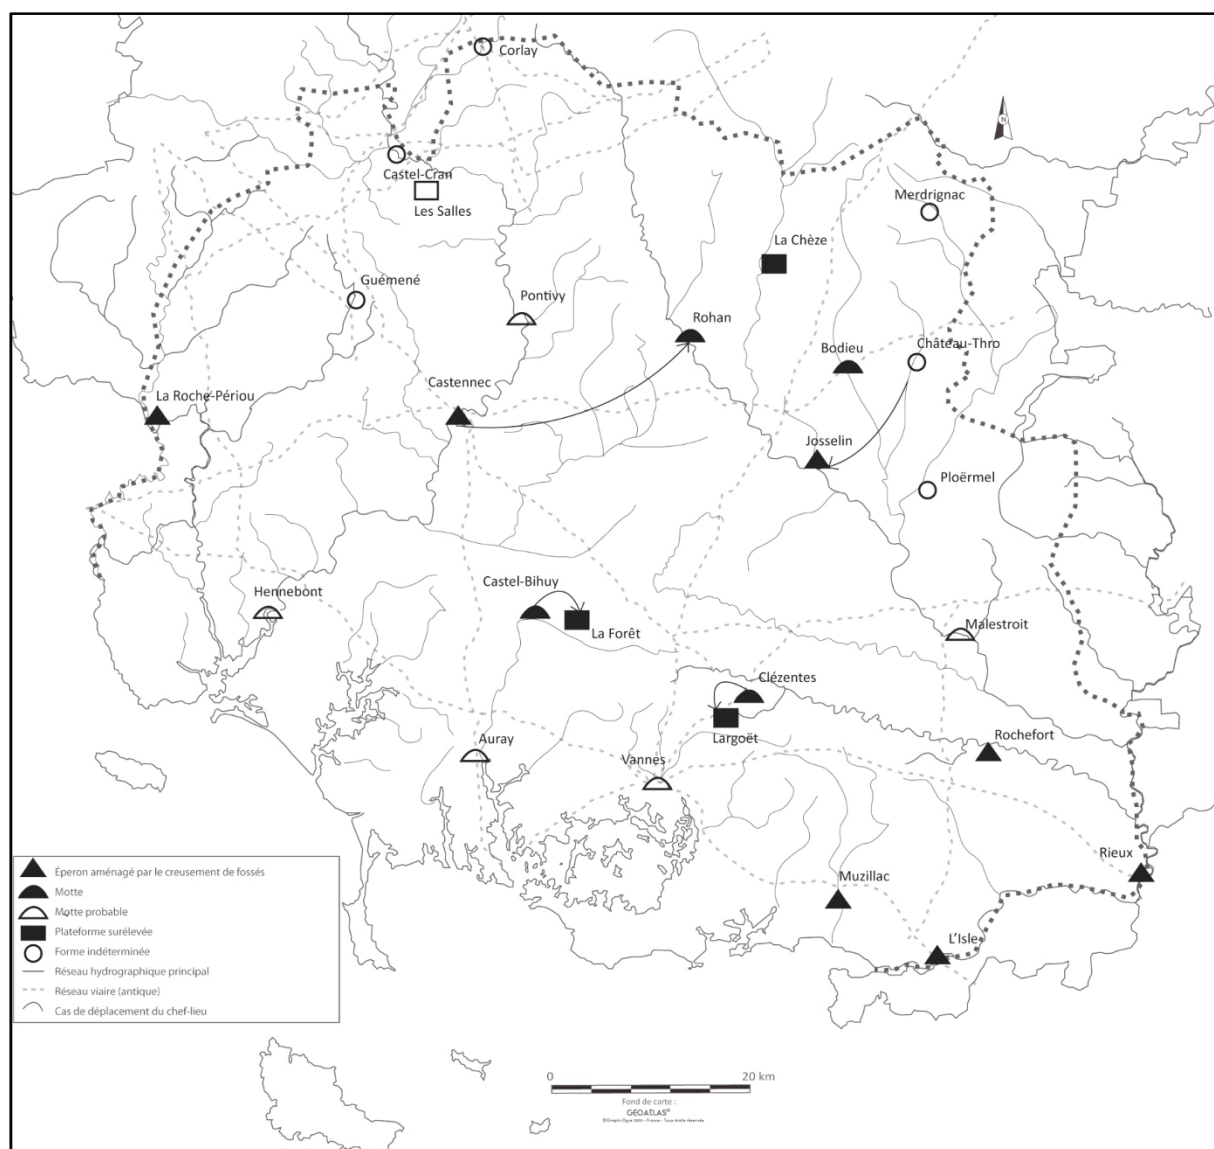 Corlay
N
Castel-Cran
Les Salles
Merdrignac
La Chèze
Guémené
Pontivy
Rohan
Bodieu
Château-Thro
La Roche-Périou
Castennec
Josselin
Ploërmel
Hennebont
Castel-Bihuy
La Forêt
Malestroit
Clézentes
Largoët
Rochefort
Auray
Vannes
Rieux
Muzillac
L'Isle
Éperon aménagé par le creusement de fossés
Motte
Motte probable
Plateforme surélevée
Forme indéterminée
Réseau hydrographique principal
Réseau viaire (antique)
Cas de déplacement du chef-lieu
0 20 km
Fond de carte :
GEOATLAS®